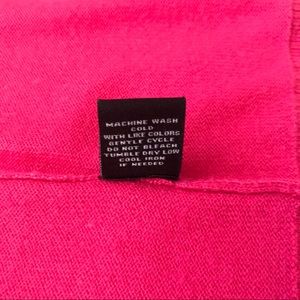 MACHINE WASH
COLD
WITH LIKE COLORS
GENTLE CYCLE
DO NOT BLEACH
TUMBLE DRY LOW
COOL IRON
IF NEEDED